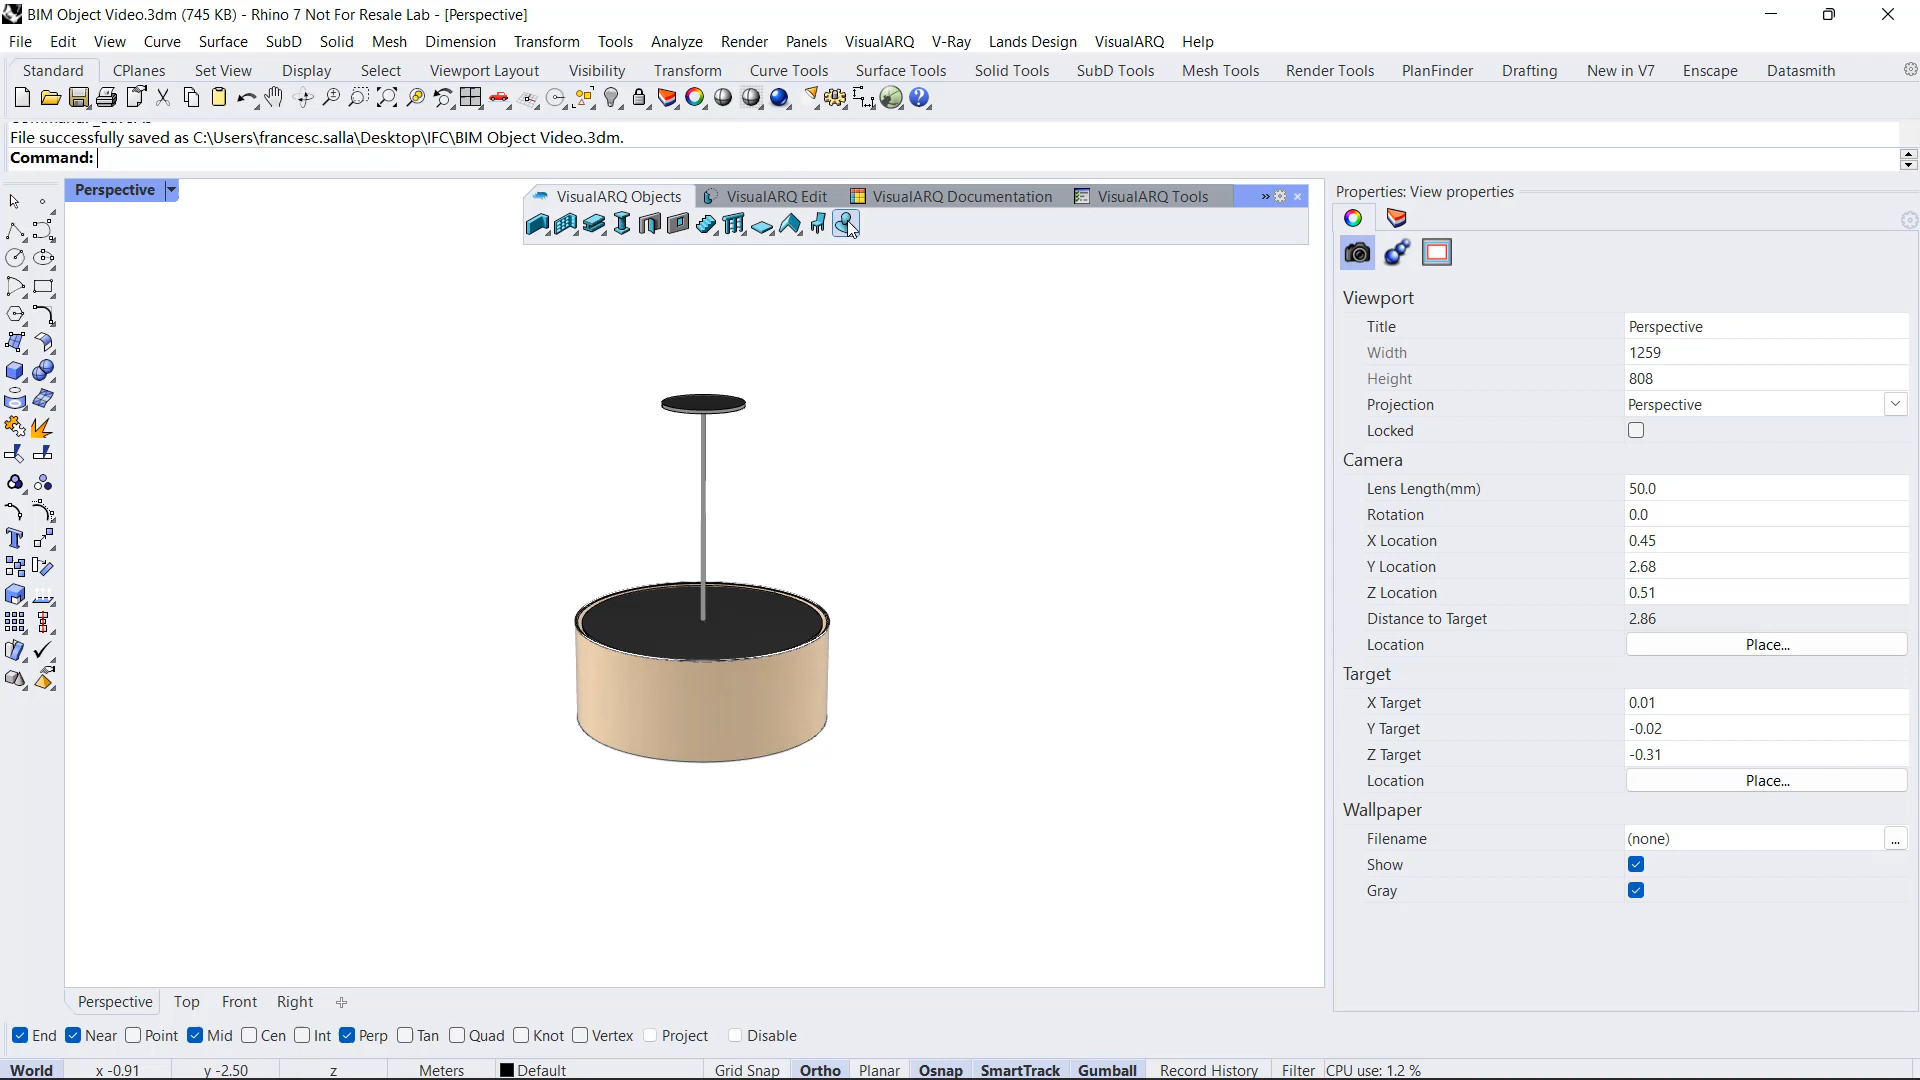 BIM Object Video.3dm (745 KB) - Rhino 7 Not For Resale Lab - [Perspective]
File Edit View Curve Surface SubD Solid Mesh Dimension Transform Tools Analyze Render Panels VisualARQ V-Ray Lands Design VisualARQ Help
Standard CPlanes Set View Display Select Viewport Layout Visibility Transform Curve Tools Surface Tools Solid Tools SubD Tools Mesh Tools Render Tools PlanFinder Drafting New in V7 Enscape Datasmith
File successfully saved as C:\Users\francesc.salla\Desktop\IFC\BIM Object Video.3dm.
Command:
Perspective
VisualARQ Objects VisualARQ Edit VisualARQ Documentation VisualARQ Tools »
Properties: View properties
Viewport
Title Perspective
Width 1259
Height 808
Projection Perspective
Locked
Camera
Lens Length(mm) 50.0
Rotation 0.0
X Location 0.45
Y Location 2.68
Z Location 0.51
Distance to Target 2.86
Location Place...
Target
X Target 0.01
Y Target -0.02
Z Target -0.31
Location Place...
Wallpaper
Filename (none) ...
Show
Gray
Perspective Top Front Right
End Near Point Mid Cen Int Perp Tan Quad Knot Vertex Project Disable
World x -0.91 y -2.50 z Meters Default Grid Snap Ortho Planar Osnap SmartTrack Gumball Record History Filter CPU use: 1.2 %